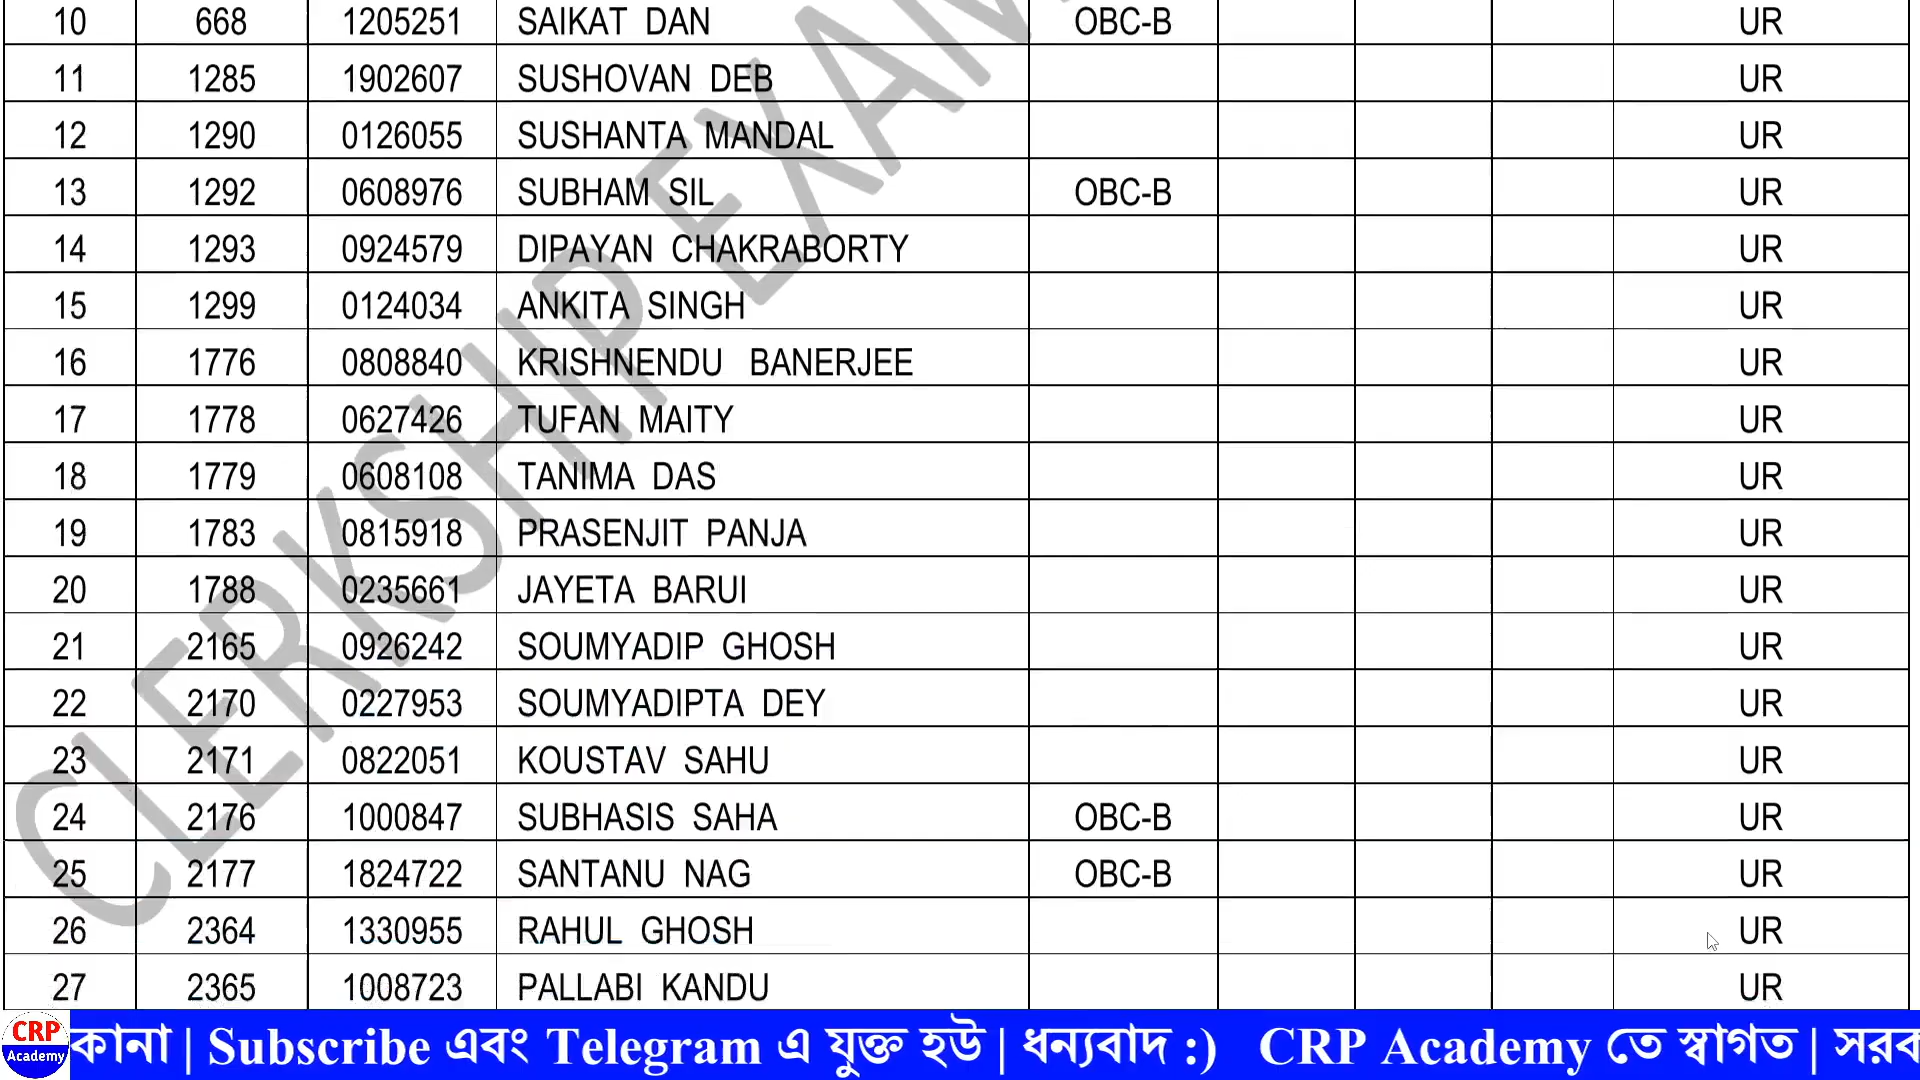 10 668 1205251 SAIKAT DAN OBC-B UR
11 1285 1902607 SUSHOVAN DEB UR
12 1290 0126055 SUSHANTA MANDAL UR
13 1292 0608976 SUBHAM SIL OBC-B UR
14 1293 0924579 DIPAYAN CHAKRABORTY UR
15 1299 0124034 ANKITA SINGH UR
16 1776 0808840 KRISHNENDU BANERJEE UR
17 1778 0627426 TUFAN MAITY UR
18 1779 0608108 TANIMA DAS UR
19 1783 0815918 PRASENJIT PANJA UR
20 1788 0235661 JAYETA BARUI UR
21 2165 0926242 SOUMYADIP GHOSH UR
22 2170 0227953 SOUMYADIPTA DEY UR
23 2171 0822051 KOUSTAV SAHU UR
24 2176 1000847 SUBHASIS SAHA OBC-B UR
25 2177 1824722 SANTANU NAG OBC-B UR
26 2364 1330955 RAHUL GHOSH UR
27 2365 1008723 PALLABI KANDU UR
CLERKSHIP EXAM
CRP
Academy
কানা | Subscribe এবং Telegram এ যুক্ত হউ | ধন্যবাদ :) CRP Academy তে স্বাগত | সরক